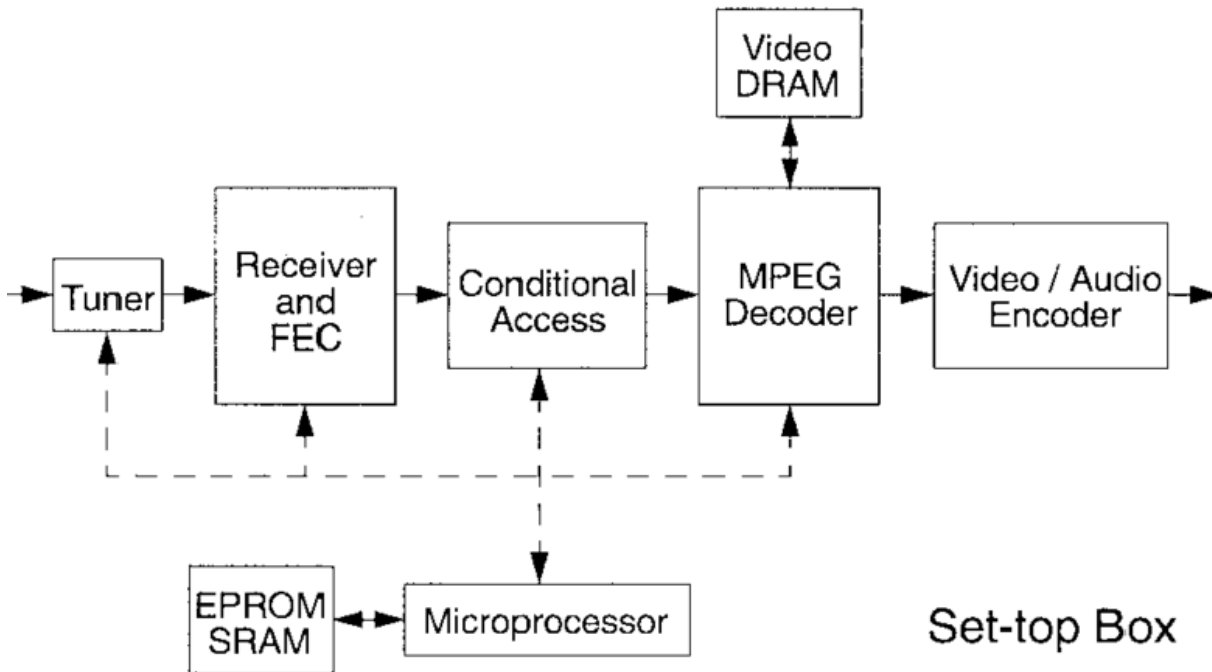 Video
DRAM
Tuner
Receiver
and
FEC
Conditional
Access
MPEG
Decoder
Video / Audio
Encoder
EPROM
SRAM
Microprocessor
Set-top Box